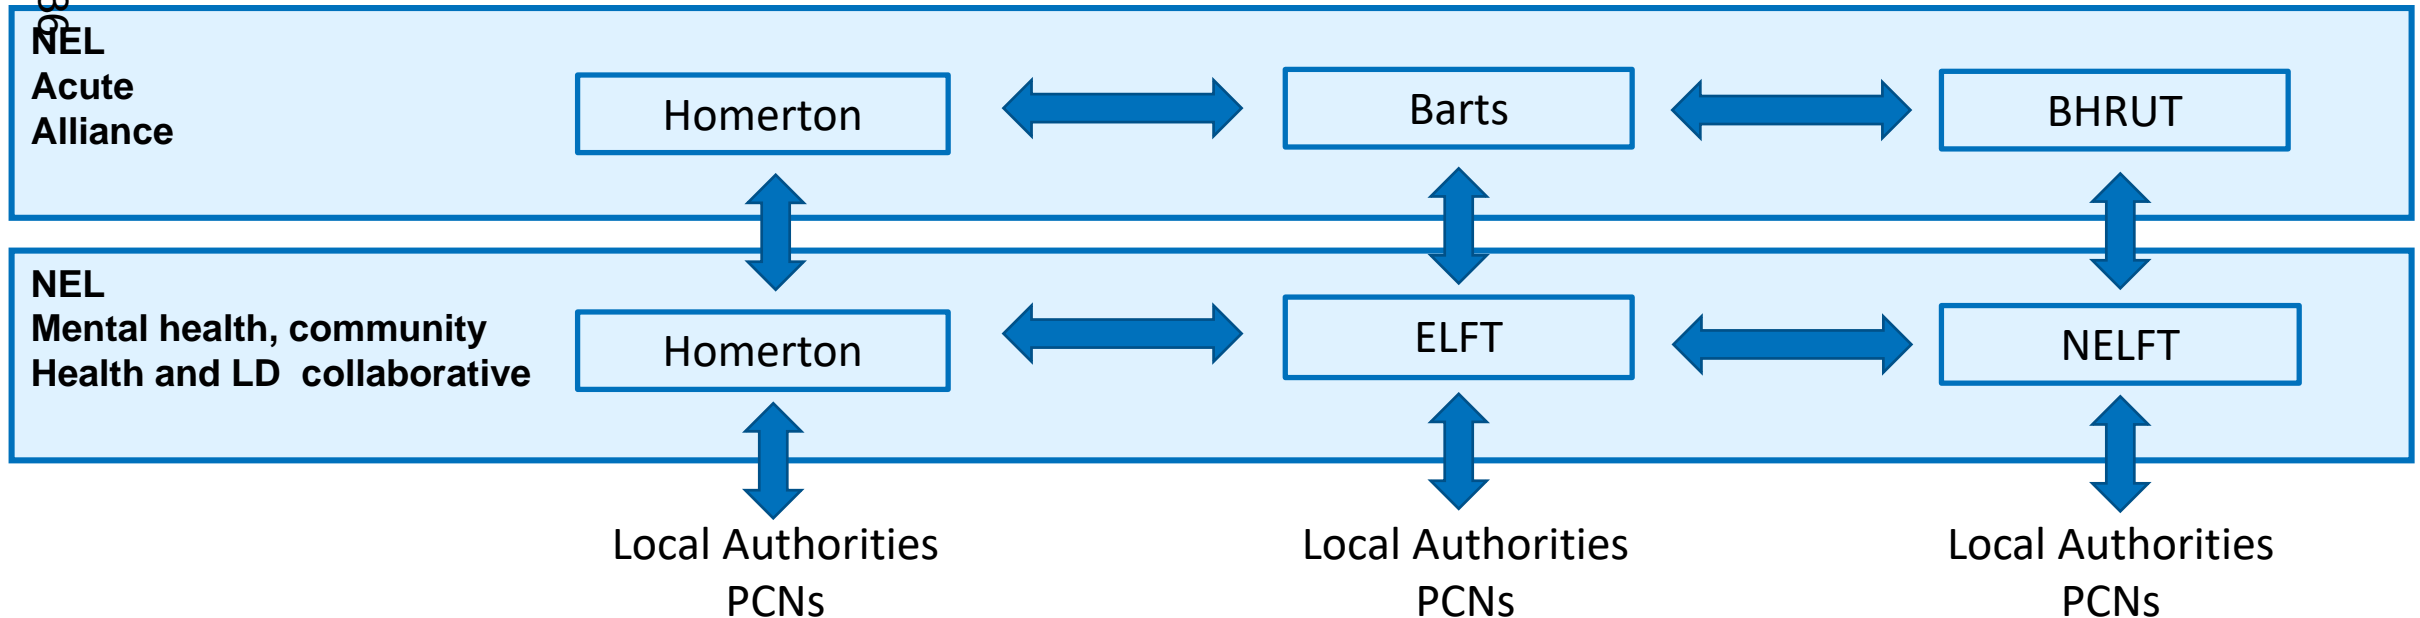 NEL
Acute
Alliance
Homerton
Barts
BHRUT
NEL
Mental health, community
Health and LD  collaborative
Homerton
ELFT
NELFT
Local Authorities
PCNs
Local Authorities
PCNs
Local Authorities
PCNs